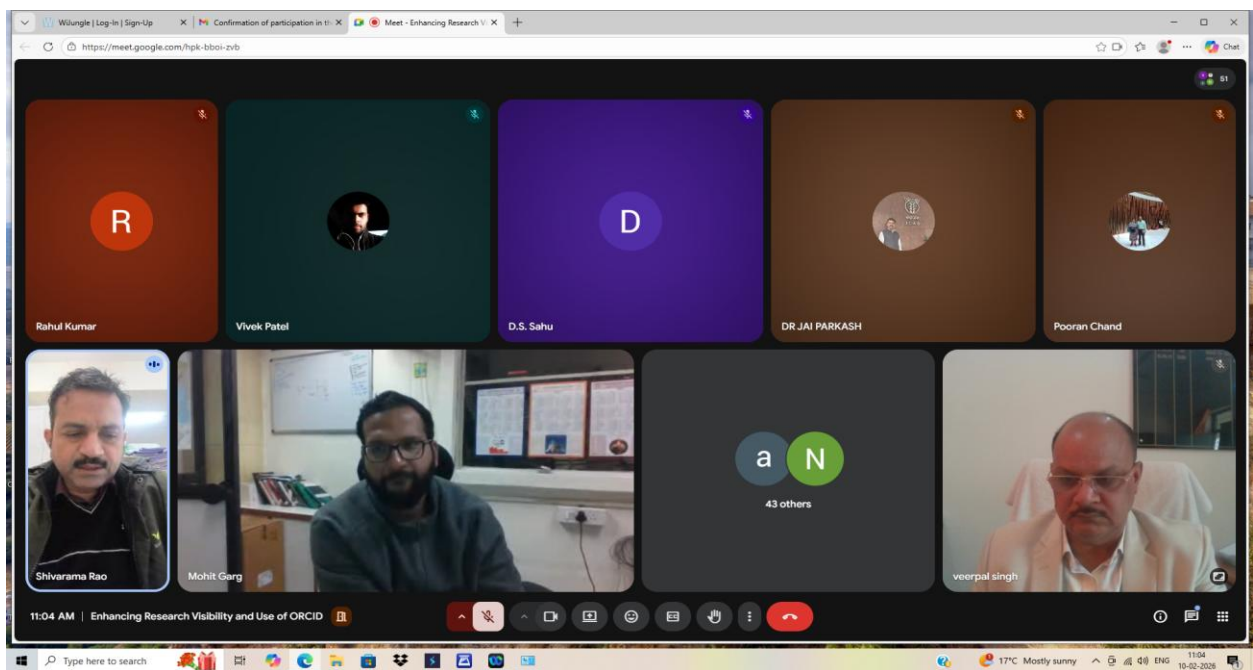 Wilungle | Log-In | Sign-Up
Confirmation of participation in th
Meet - Enhancing Research Vi
https://meet.google.com/hpk-bboi-zvb
Chat
51
R
D
Rahul Kumar
Vivek Patel
D.S. Sahu
DR JAI PARKASH
Pooran Chand
a N
43 others
Shivarama Rao
Mohit Garg
veerpal singh
11:04 AM | Enhancing Research Visibility and Use of ORCID
Type here to search
17°C Mostly sunny
ENG
11:04
10-02-2026